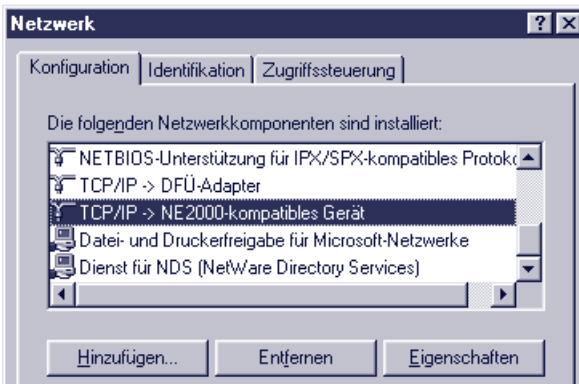 Netzwerk
Konfiguration Identifikation Zugriffssteuerung
Die folgenden Netzwerkkomponenten sind installiert:
NETBIOS-Unterstützung für IPX/SPX-kompatibles Protoko
TCP/IP -> DFÜ-Adapter
TCP/IP -> NE2000-kompatibles Gerät
Datei- und Druckerfreigabe für Microsoft-Netzwerke
Dienst für NDS (NetWare Directory Services)
Hinzufügen... Entfernen Eigenschaften